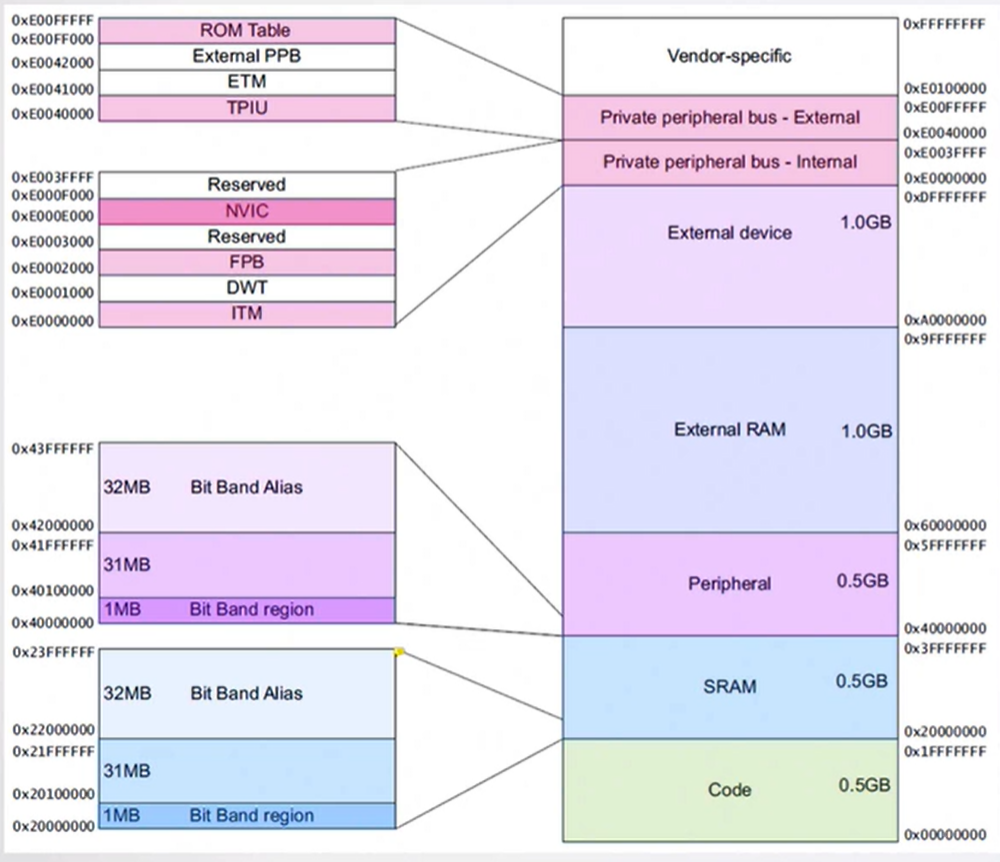 0xE00FFFFF
ROM Table
0xE00FF000
External PPB
0xE0042000
ETM
0xE0041000
TPIU
0xE0040000
0xE003FFFF
Reserved
0xE000F000
NVIC
0xE000E000
Reserved
0xE0003000
FPB
0xE0002000
DWT
0xE0001000
ITM
0xE0000000
0x43FFFFFF
32MB Bit Band Alias
0x42000000
0x41FFFFFF
31MB
0x40100000
1MB Bit Band region
0x40000000
0x23FFFFFF
32MB Bit Band Alias
0x22000000
0x21FFFFFF
31MB
0x20100000
1MB Bit Band region
0x20000000
0xFFFFFFFF
Vendor-specific
0xE0100000
0xE00FFFFF
Private peripheral bus - External
0xE0040000
0xE003FFFF
Private peripheral bus - Internal
0xE0000000
0xDFFFFFFF
External device 1.0GB
0xA0000000
0x9FFFFFFF
External RAM 1.0GB
0x60000000
0x5FFFFFFF
Peripheral 0.5GB
0x40000000
0x3FFFFFFF
SRAM 0.5GB
0x20000000
0x1FFFFFFF
Code 0.5GB
0x00000000